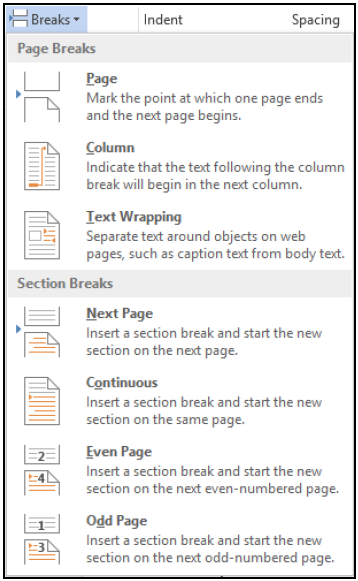 Breaks Indent Spacing
Page Breaks
Page
Mark the point at which one page ends
and the next page begins.
Column
Indicate that the text following the column
break will begin in the next column.
Text Wrapping
Separate text around objects on web
pages, such as caption text from body text.
Section Breaks
Next Page
Insert a section break and start the new
section on the next page.
Continuous
Insert a section break and start the new
section on the same page.
Even Page
2
Insert a section break and start the new
4
section on the next even-numbered page.
Odd Page
1
Insert a section break and start the new
3
section on the next odd-numbered page.